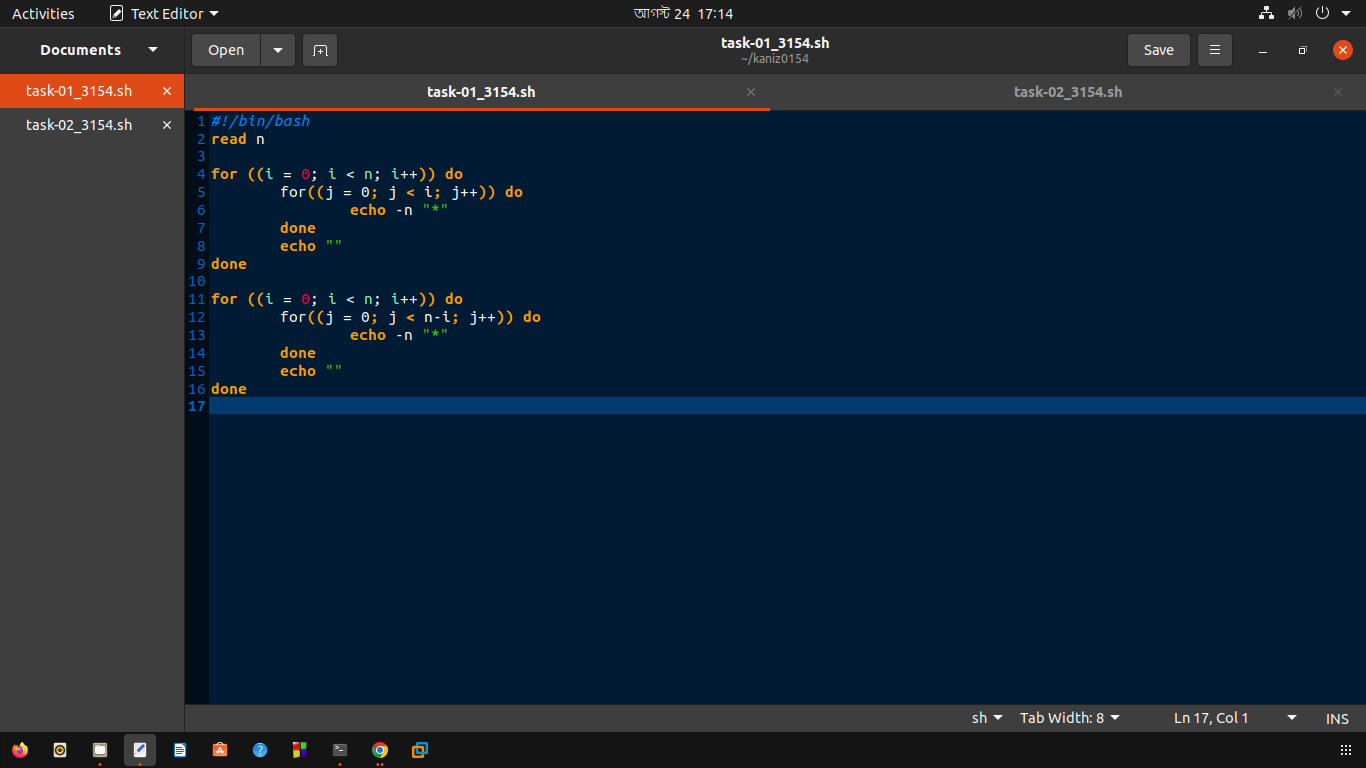 Activities
Text Editor
আগস্ট 24 17:14
Documents
Open
task-01_3154.sh
~/kaniz0154
Save
task-01_3154.sh
task-02_3154.sh
task-01_3154.sh
task-02_3154.sh
1 #!/bin/bash
2 read n
3
4 for ((i = 0; i < n; i++)) do
5         for((j = 0; j < i; j++)) do
6                 echo -n "*"
7         done
8         echo ""
9 done
10
11 for ((i = 0; i < n; i++)) do
12         for((j = 0; j < n-i; j++)) do
13                 echo -n "*"
14         done
15         echo ""
16 done
17
sh
Tab Width: 8
Ln 17, Col 1
INS